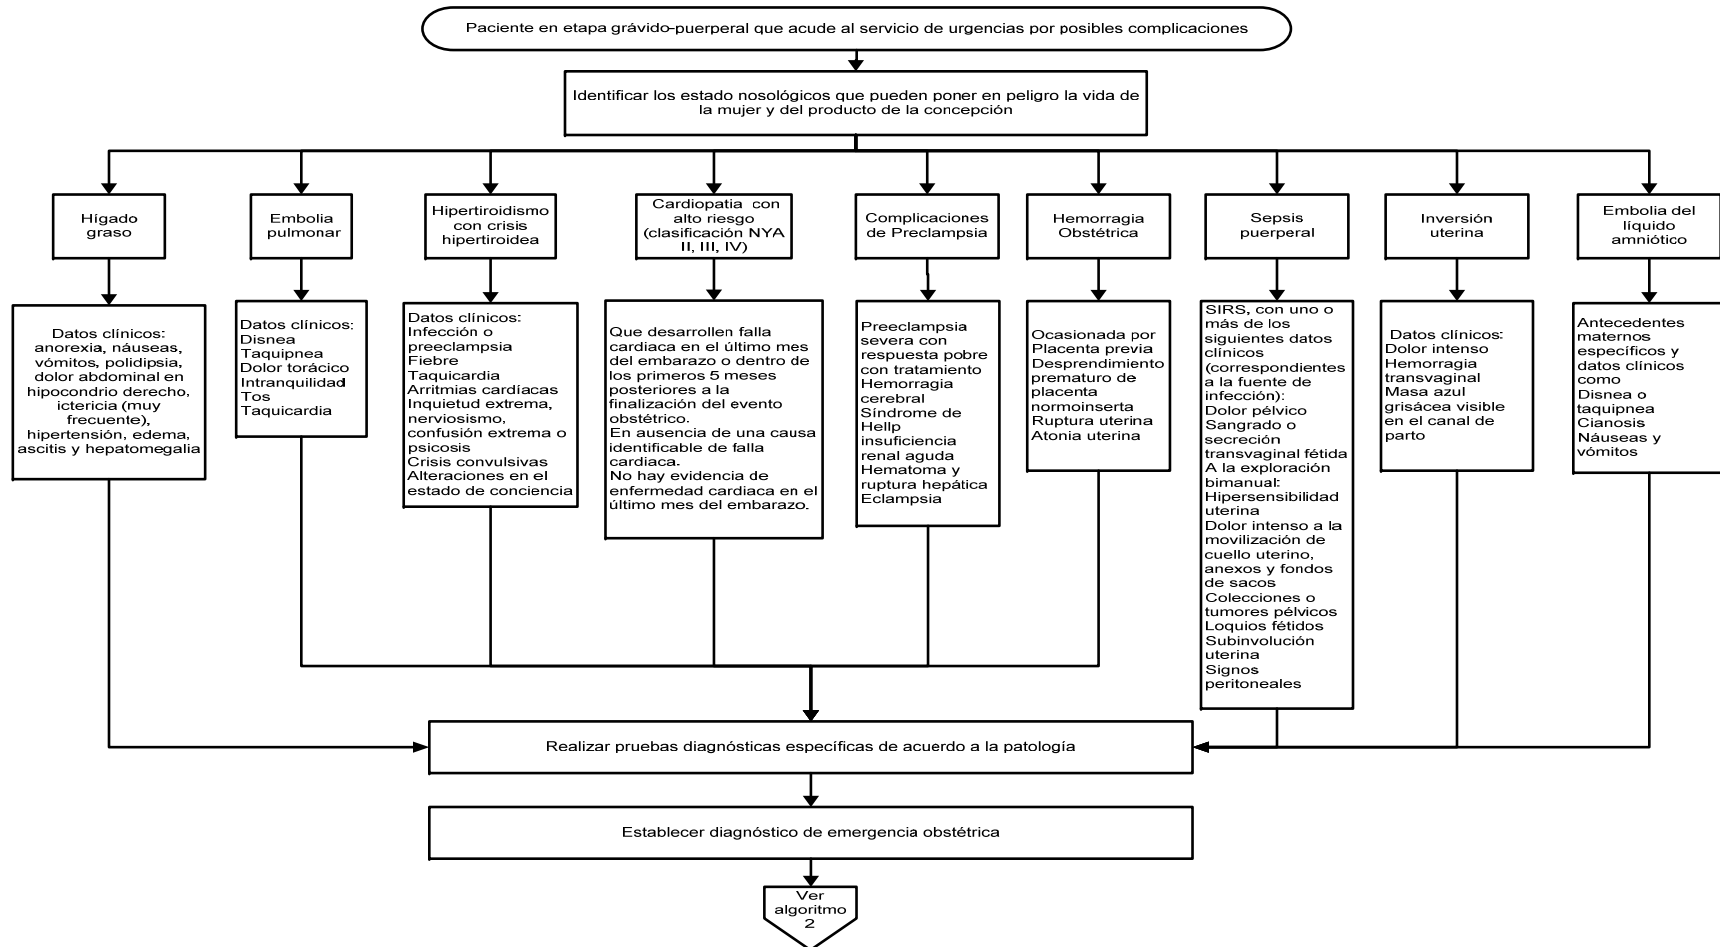 Paciente en etapa grávido-puerperal que acude al servicio de urgencias por posibles complicaciones
Identificar los estado nosológicos que pueden poner en peligro la vida de
la mujer y del producto de la concepción
Hígado
graso
Embolia
pulmonar
Hipertiroidismo
con crisis
hipertiroidea
Cardiopatia con
alto riesgo
(clasificación NYA
II, III, IV)
Complicaciones
de Preclampsia
Hemorragia
Obstétrica
Sepsis
puerperal
Inversión
uterina
Embolia del
líquido
amniótico
Datos clínicos:
anorexia, náuseas,
vómitos, polidipsia,
dolor abdominal en
hipocondrio derecho,
ictericia (muy
frecuente),
hipertensión, edema,
ascitis y hepatomegalia
Datos clínicos:
Disnea
Taquipnea
Dolor torácico
Intranquilidad
Tos
Taquicardia
Datos clínicos:
Infección o
preeclampsia
Fiebre
Taquicardia
Arritmias cardíacas
Inquietud extrema,
nerviosismo,
confusión extrema o
psicosis
Crisis convulsivas
Alteraciones en el
estado de conciencia
Que desarrollen falla
cardiaca en el último mes
del embarazo o dentro de
los primeros 5 meses
posteriores a la
finalización del evento
obstétrico.
En ausencia de una causa
identificable de falla
cardiaca.
No hay evidencia de
enfermedad cardiaca en el
último mes del embarazo.
Preeclampsia
severa con
respuesta pobre
con tratamiento
Hemorragia
cerebral
Síndrome de
Hellp
insuficiencia
renal aguda
Hematoma y
ruptura hepática
Eclampsia
Ocasionada por
Placenta previa
Desprendimiento
prematuro de
placenta
normoinserta
Ruptura uterina
Atonia uterina
SIRS, con uno o
más de los
siguientes datos
clínicos
(correspondientes
a la fuente de
infección):
Dolor pélvico
Sangrado o
secreción
transvaginal fétida
A la exploración
bimanual:
Hipersensibilidad
uterina
Dolor intenso a la
movilización de
cuello uterino,
anexos y fondos
de sacos
Colecciones o
tumores pélvicos
Loquios fétidos
Subinvolución
uterina
Signos
peritoneales
Datos clínicos:
Dolor intenso
Hemorragia
transvaginal
Masa azul
grisácea visible
en el canal de
parto
Antecedentes
maternos
específicos y
datos clínicos
como
Disnea o
taquipnea
Cianosis
Náuseas y
vómitos
Realizar pruebas diagnósticas específicas de acuerdo a la patología
Establecer diagnóstico de emergencia obstétrica
Ver
algoritmo
2